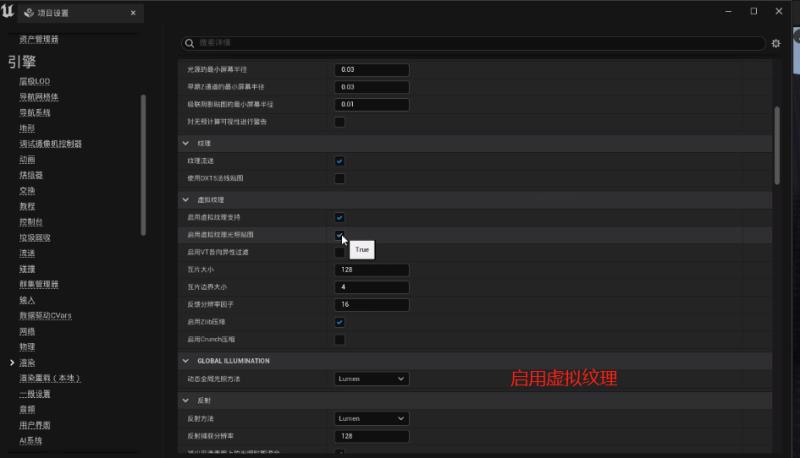 项目设置
资产管理器
引擎
层级LOD
导航网格体
导航系统
地形
调试摄像机控制器
动画
烘焙器
交换
教程
控制台
垃圾回收
流送
碰撞
群集管理器
输入
数据驱动CVars
网络
物理
渲染
渲染重载（本地）
一般设置
音频
用户界面
AI系统
搜索详情
光源的最小屏幕半径 0.03
早期Z通道的最小屏幕半径 0.03
级联阴影贴图的最小屏幕半径 0.01
对无预计算可视性进行警告
纹理
纹理流送
使用DXT5法线贴图
虚拟纹理
启用虚拟纹理支持
启用虚拟纹理光照贴图
True
启用VT各向异性过滤
瓦片大小 128
瓦片边界大小 4
反馈分辨率因子 16
启用Zlib压缩
启用Crunch压缩
GLOBAL ILLUMINATION
动态全局光照方法 Lumen
启用虚拟纹理
反射
反射方法 Lumen
反射捕获分辨率 128